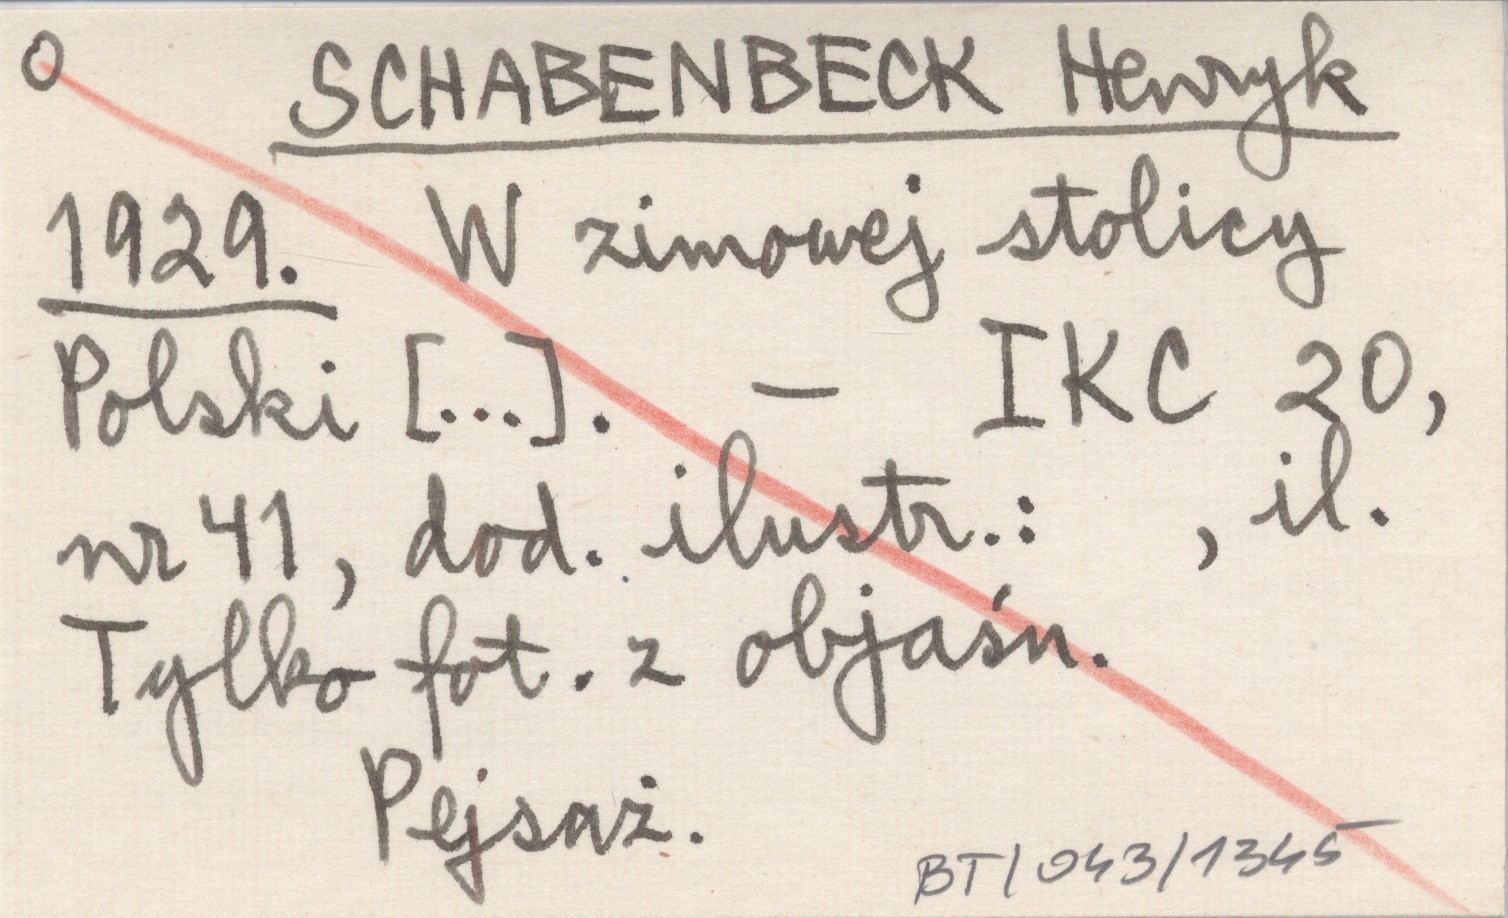 O SCHABENBECK Henryk
1929. W zimowej stolicy
Polski [...]. — IKC 20,
nr 41, dod. ilustr.: , il.
Tylko fot. z objaśn.
Pejsaż.
BT/043/1345